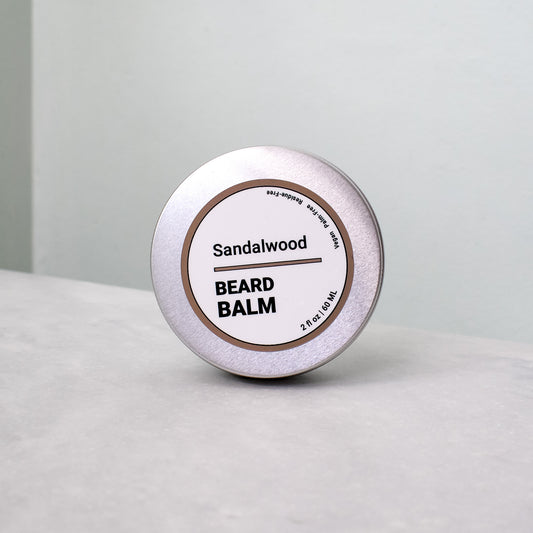 Residue-Free Palm-Free Vegan
Sandalwood
BEARD
BALM
2 fl oz | 60 ML